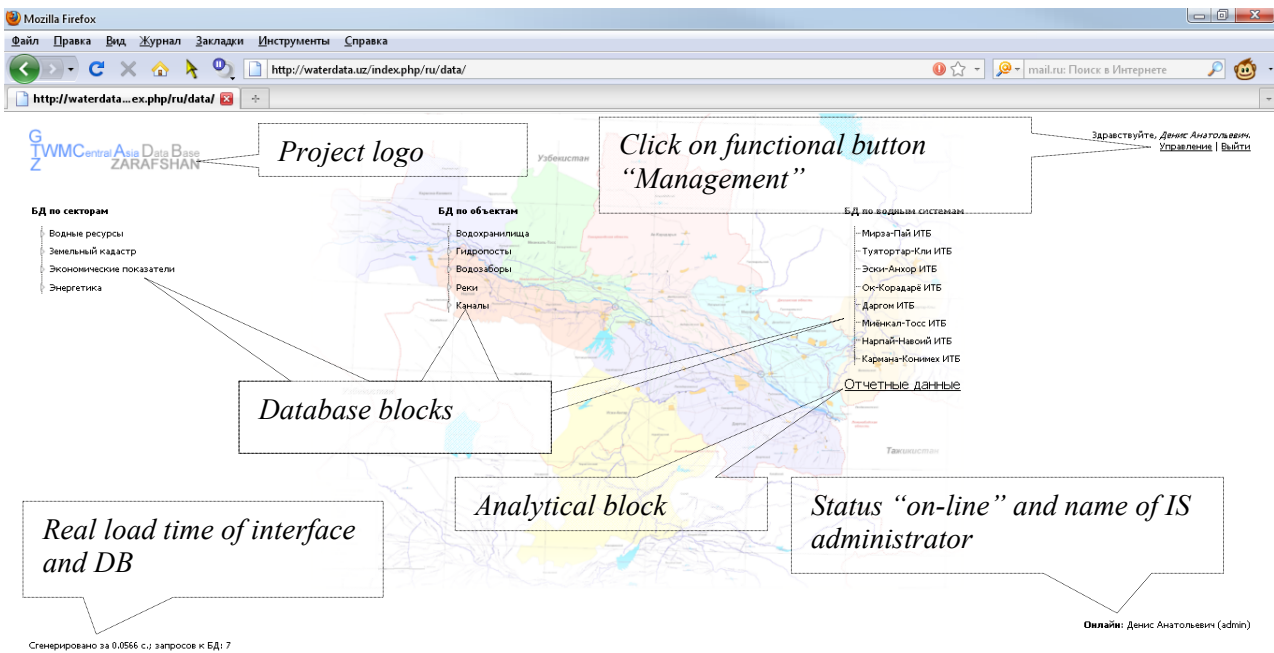 Mozilla Firefox
Файл Правка Вид Журнал Закладки Инструменты Справка
http://waterdata.uz/index.php/ru/data/
mail.ru: Поиск в Интернете
http://waterdata...ex.php/ru/data/
G
TWMCentral Asia Data Base
Z ZARAFSHAN
Project logo
Click on functional button
“Management”
Здравствуйте, Денис Анатольевич.
Управление | Выйти
Узбекистан
БД по секторам
Водные ресурсы
Земельный кадастр
Экономические показатели
Энергетика
БД по объектам
Водохранилища
Гидропосты
Водозаборы
Реки
Каналы
БД по водным системам
Мирза-Пай ИТБ
Туятортар-Кли ИТБ
Эски-Анхор ИТБ
Ок-Корадарё ИТБ
Даргом ИТБ
Миёнкал-Тосс ИТБ
Нарпай-Навоий ИТБ
Кармана-Конимех ИТБ
Отчетные данные
Database blocks
Тажикистан
Analytical block
Status “on-line” and name of IS
administrator
Real load time of interface
and DB
Онлайн: Денис Анатольевич (admin)
Сгенерировано за 0.0566 с.; запросов к БД: 7